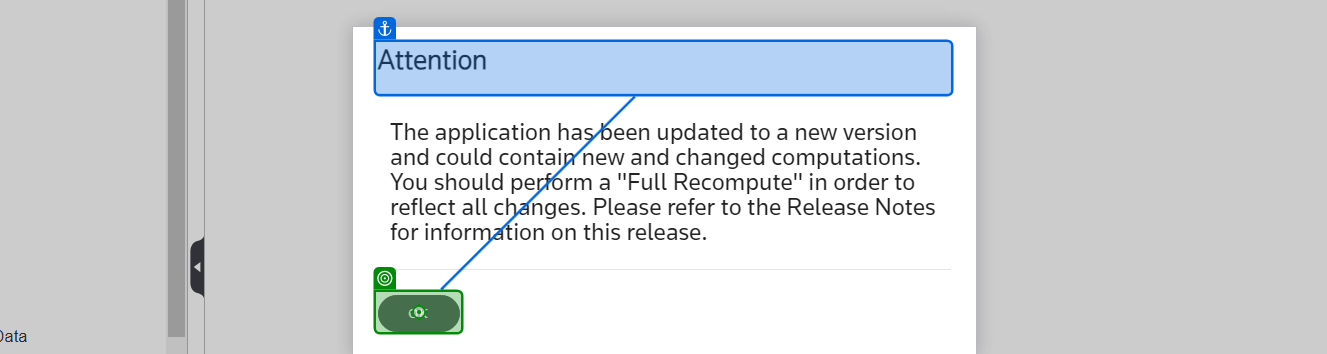 Attention
The application has been updated to a new version
and could contain new and changed computations.
You should perform a "Full Recompute" in order to
reflect all changes. Please refer to the Release Notes
for information on this release.